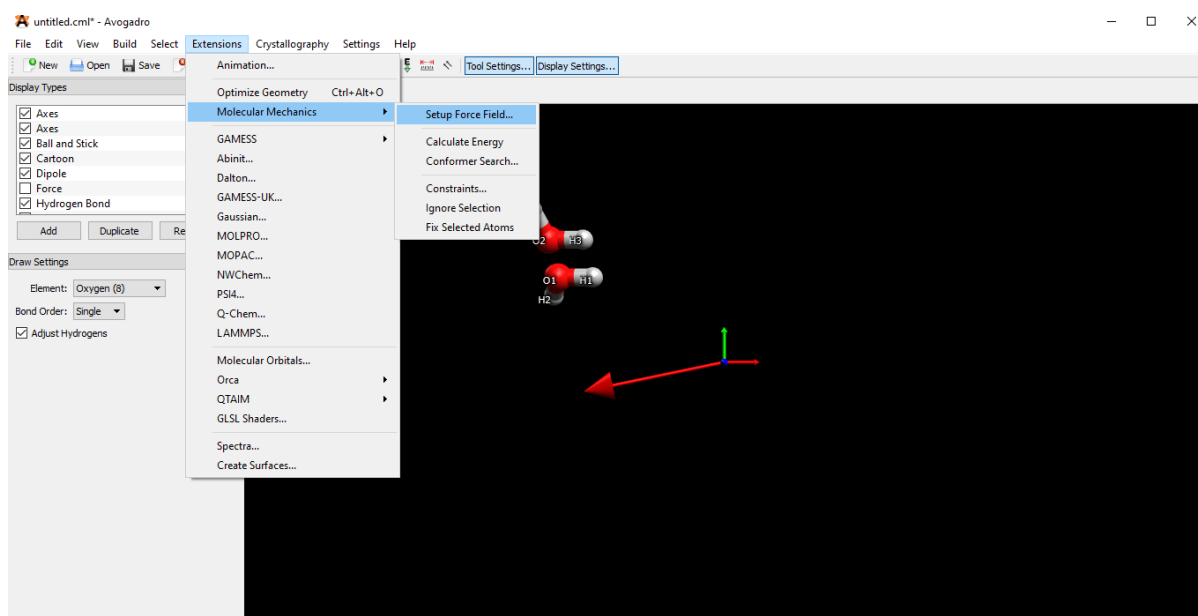 untitled.cml* - Avogadro
File Edit View Build Select Extensions Crystallography Settings Help
New Open Save Tool Settings... Display Settings...
Display Types
Axes
Axes
Ball and Stick
Cartoon
Dipole
Force
Hydrogen Bond
Add Duplicate Re
Draw Settings
Element: Oxygen (8)
Bond Order: Single
Adjust Hydrogens
Animation...
Optimize Geometry Ctrl+Alt+O
Molecular Mechanics
GAMESS
Abinit...
Dalton...
GAMESS-UK...
Gaussian...
MOLPRO...
MOPAC...
NWChem...
PSI4...
Q-Chem...
LAMMPS...
Molecular Orbitals...
Orca
QTAIM
GLSL Shaders...
Spectra...
Create Surfaces...
Setup Force Field...
Calculate Energy
Conformer Search...
Constraints...
Ignore Selection
Fix Selected Atoms
O2 H3
O1 H1
H2